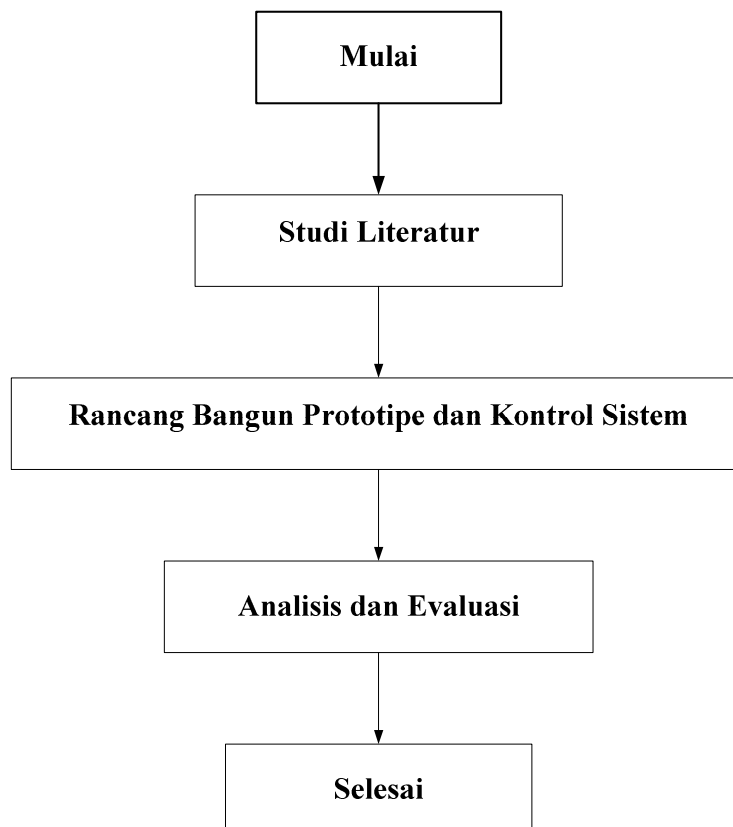 Mulai
Studi Literatur
Rancang Bangun Prototipe dan Kontrol Sistem
Analisis dan Evaluasi
Selesai